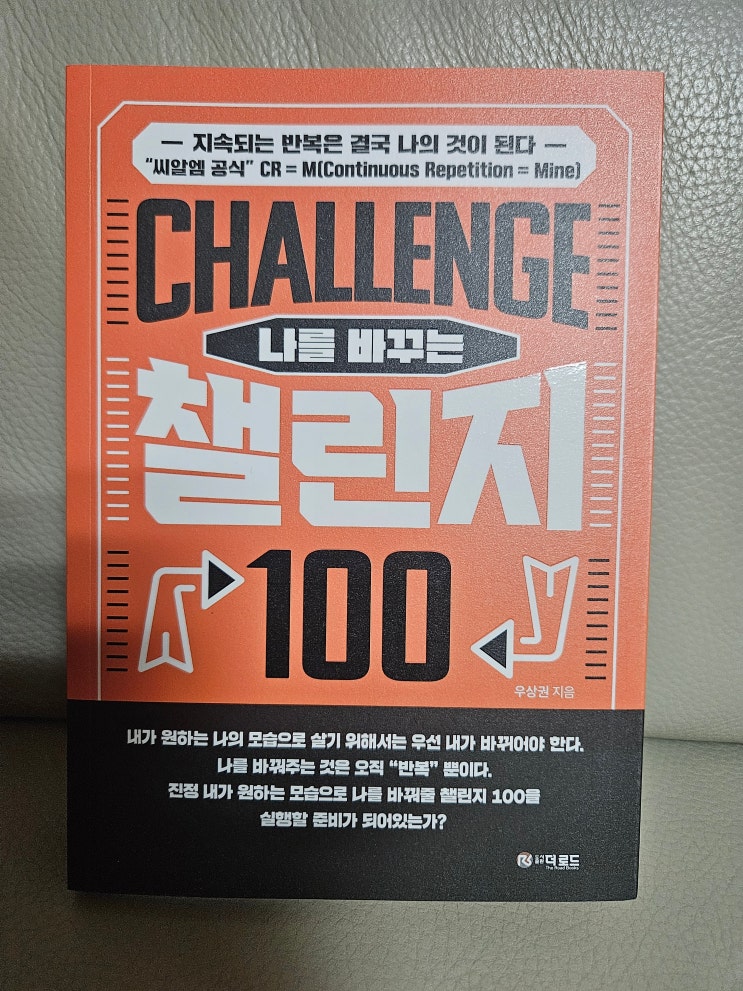 — 지속되는 반복은 결국 나의 것이 된다 —
“씨알엠 공식” CR = M(Continuous Repetition = Mine)
CHALLENGE
나를 바꾸는
챌린지
100
우상권 지음
내가 원하는 나의 모습으로 살기 위해서는 우선 내가 바뀌어야 한다.
나를 바꿔주는 것은 오직 “반복” 뿐이다.
진정 내가 원하는 모습으로 나를 바꿔줄 챌린지 100을
실행할 준비가 되어있는가?
도서출판 더로드
The Road Books